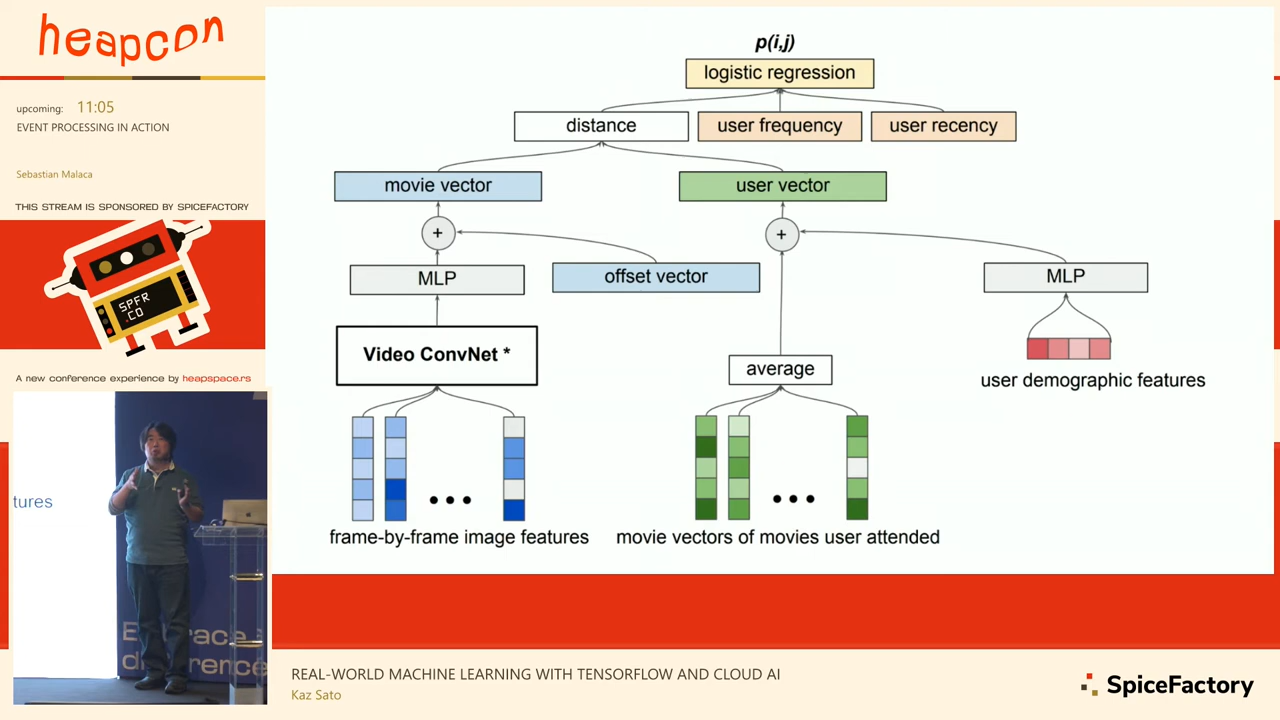 heapcon
upcoming: 11:05
EVENT PROCESSING IN ACTION
Sebastian Malaca
THIS STREAM IS SPONSORED BY SPICEFACTORY
SPFR
.CO
A new conference experience by heapspace.rs
tures
p(i,j)
logistic regression
distance
user frequency
user recency
movie vector
user vector
+
+
MLP
offset vector
MLP
Video ConvNet *
average
user demographic features
frame-by-frame image features
movie vectors of movies user attended
REAL-WORLD MACHINE LEARNING WITH TENSORFLOW AND CLOUD AI
Kaz Sato
SpiceFactory